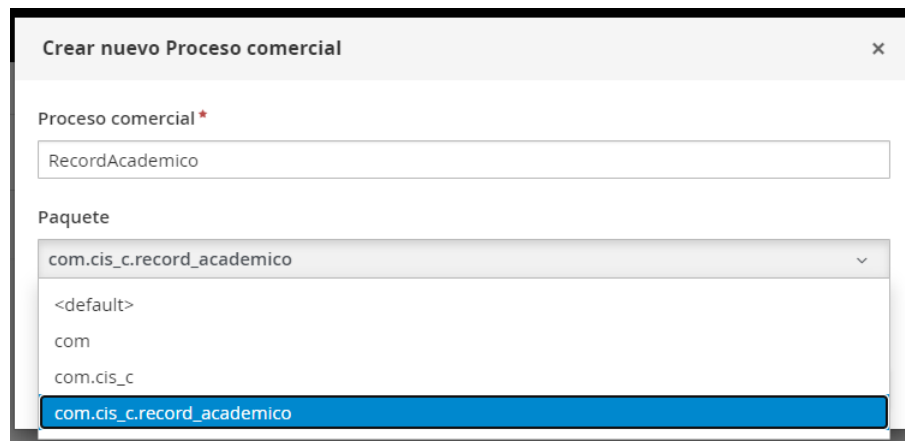 Crear nuevo Proceso comercial ×
Proceso comercial *
RecordAcademico
Paquete
com.cis_c.record_academico
<default>
com
com.cis_c
com.cis_c.record_academico